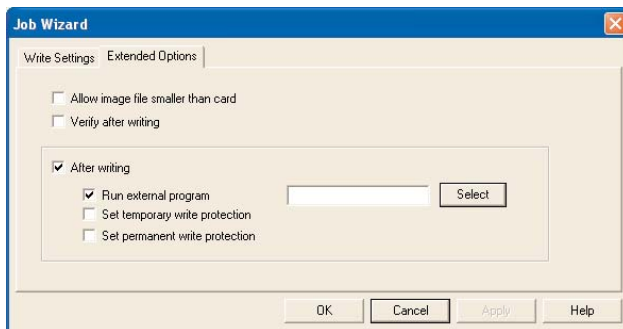 Job Wizard
Write Settings Extended Options
Allow image file smaller than card
Verify after writing
After writing
Run external program Select
Set temporary write protection
Set permanent write protection
OK Cancel Apply Help